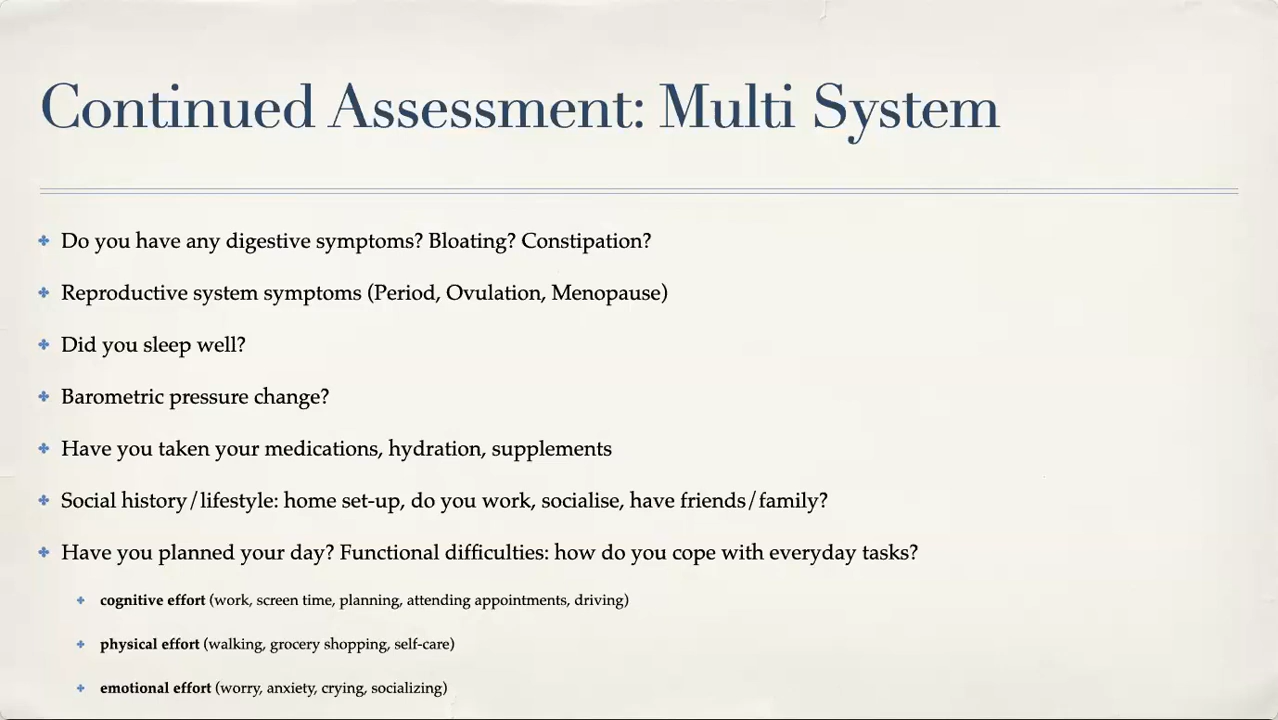 Continued Assessment: Multi System
Do you have any digestive symptoms? Bloating? Constipation?
Reproductive system symptoms (Period, Ovulation, Menopause)
Did you sleep well?
Barometric pressure change?
Have you taken your medications, hydration, supplements
Social history/lifestyle: home set-up, do you work, socialise, have friends/family?
Have you planned your day? Functional difficulties: how do you cope with everyday tasks?
cognitive effort (work, screen time, planning, attending appointments, driving)
physical effort (walking, grocery shopping, self-care)
emotional effort (worry, anxiety, crying, socializing)